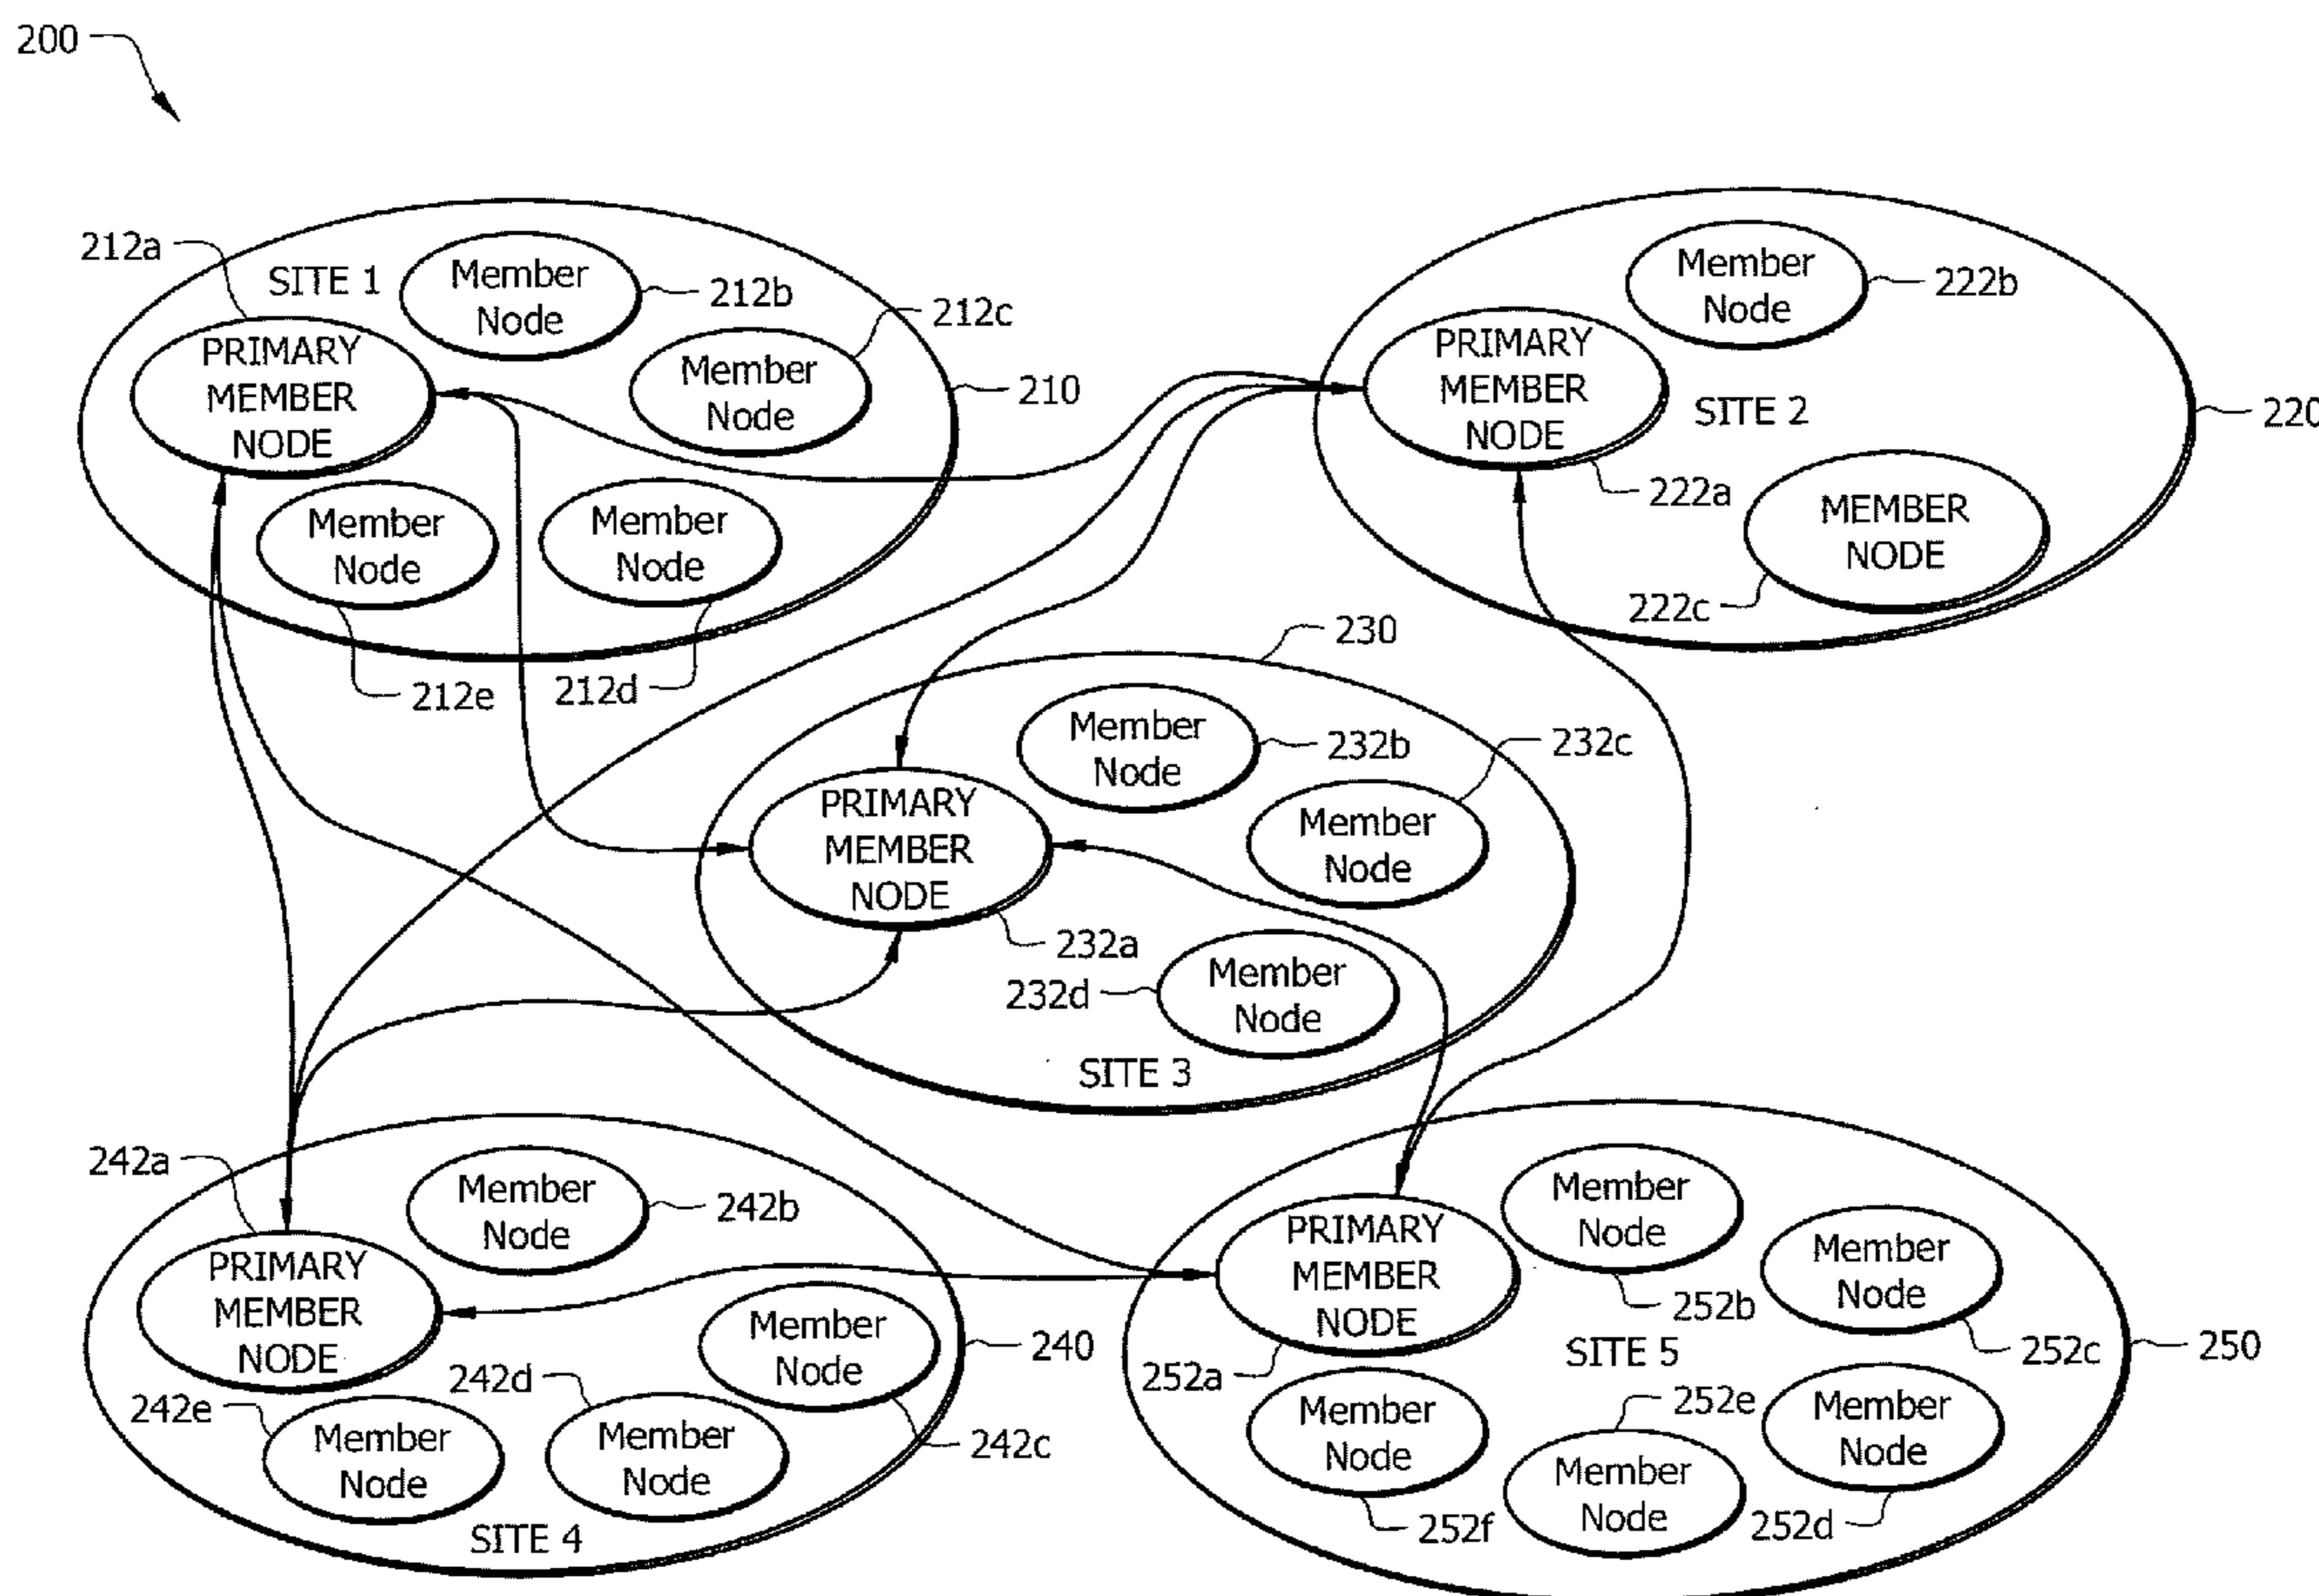 200
212a
SITE 1
Member
Node
212b
212c
Member
Node
PRIMARY
MEMBER
NODE
210
Member
Node
Member
Node
212e
212d
Member
Node
222b
PRIMARY
MEMBER
NODE
SITE 2
220
222a
MEMBER
NODE
222c
230
Member
Node
232b
232c
PRIMARY
MEMBER
NODE
Member
Node
232a
232d
Member
Node
SITE 3
242a
Member
Node
242b
PRIMARY
MEMBER
NODE
Member
Node
240
242e
242d
Member
Node
Member
Node
242c
SITE 4
PRIMARY
MEMBER
NODE
Member
Node
252b
Member
Node
252c
250
SITE 5
252a
Member
Node
252e
Member
Node
Member
Node
252f
252d